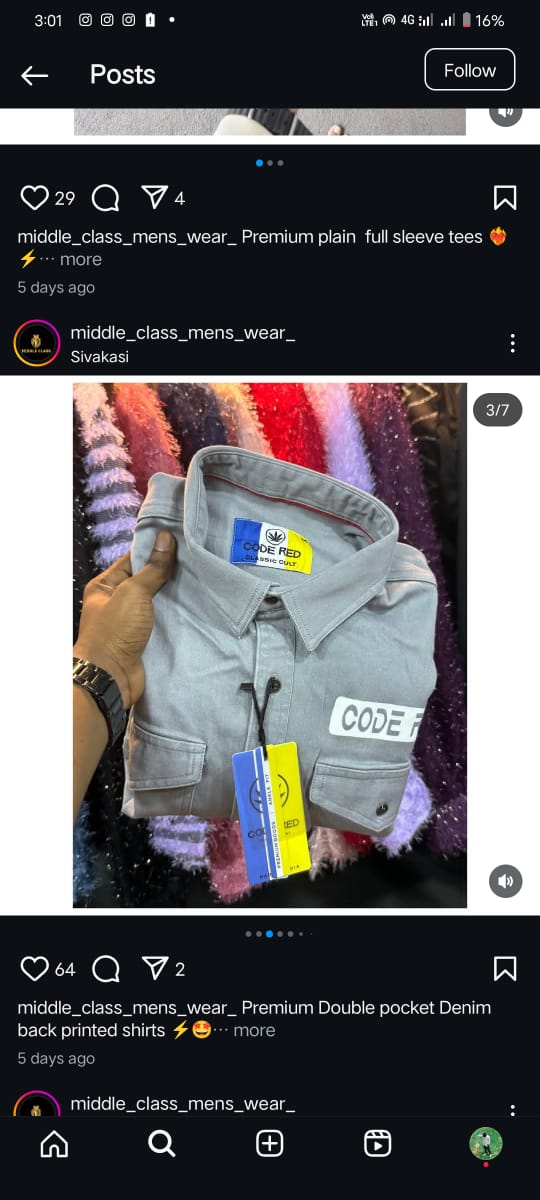 3:01
Vo)) LTE1 4G 16%
Posts
Follow
29 4
middle_class_mens_wear_ Premium plain full sleeve tees ❤️‍🔥
⚡... more
5 days ago
MIDDLE CLASS
middle_class_mens_wear_
Sivakasi
3/7
CODE RED
CLASSIC CULT
CODE
RED
64 2
middle_class_mens_wear_ Premium Double pocket Denim
back printed shirts ⚡🤩... more
5 days ago
middle_class_mens_wear_